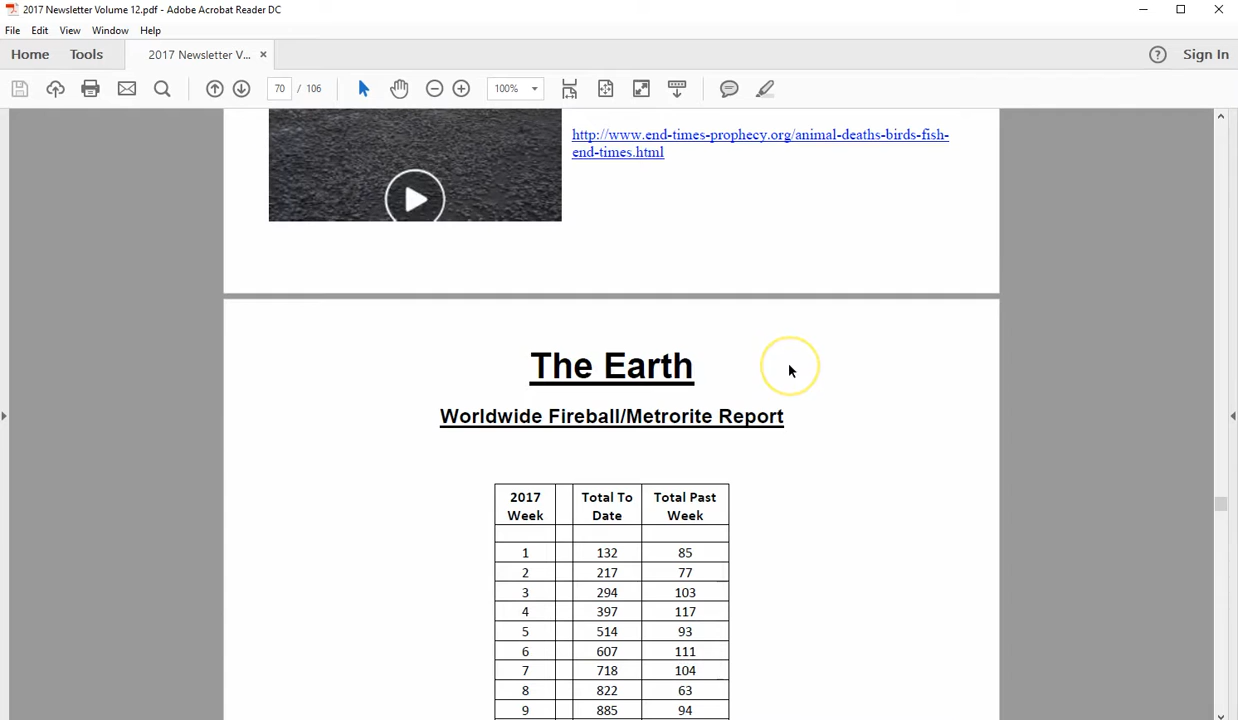 2017 Newsletter Volume 12.pdf - Adobe Acrobat Reader DC
File Edit View Window Help
Home Tools 2017 Newsletter V... ×
Sign In
70 / 106 100%
http://www.end-times-prophecy.org/animal-deaths-birds-fish-
end-times.html
The Earth
Worldwide Fireball/Metrorite Report
2017 Total To Total Past
Week Date Week
1 132 85
2 217 77
3 294 103
4 397 117
5 514 93
6 607 111
7 718 104
8 822 63
9 885 94